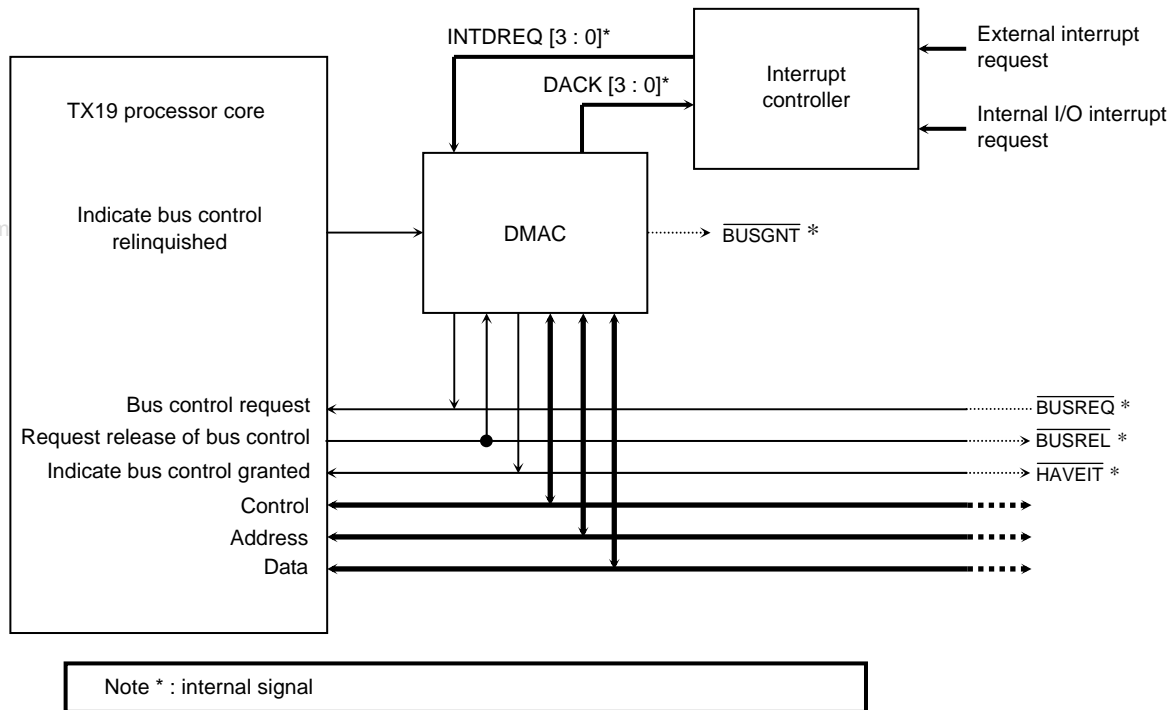 INTDREQ [3 : 0]*
DACK [3 : 0]*
Interrupt
controller
External interrupt
request
Internal I/O interrupt
request
TX19 processor core
Indicate bus control
relinquished
DMAC
BUSGNT *
Bus control request
BUSREQ *
Request release of bus control
BUSREL *
Indicate bus control granted
HAVEIT *
Control
Address
Data
Note * : internal signal